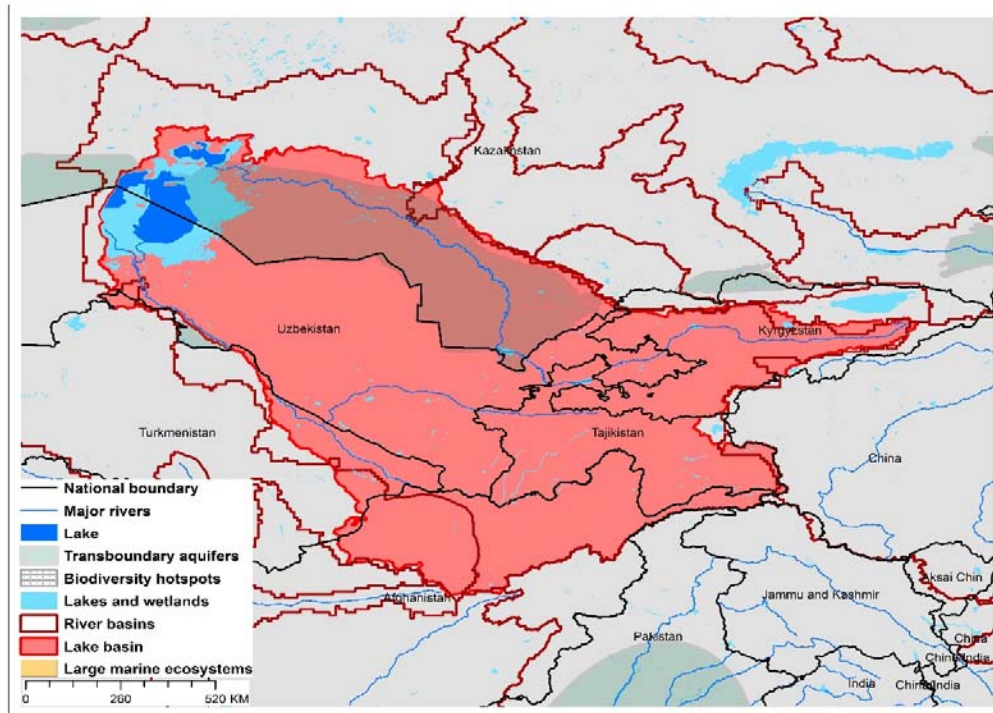 Kazakhstan
Uzbekistan
Kyrgyzstan
Turkmenistan
Tajikistan
China
National boundary
Major rivers
Lake
Transboundary aquifers
Biodiversity hotspots
Lakes and wetlands
River basins
Lake basin
Large marine ecosystems
0 260 520 KM
Afghanistan
Aksai Chin
Jammu and Kashmir
Pakistan
China
China/India
India
China/India